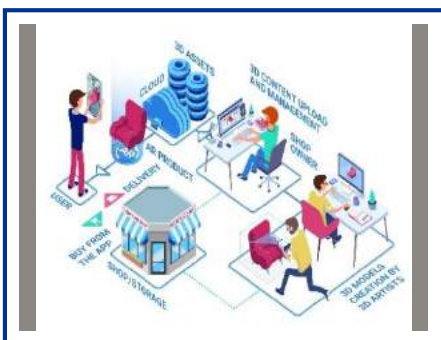 3D ASSETS
CLOUD
3D CONTENT UPLOAD
AND MANAGEMENT
SHOP
OWNER
AR PRODUCT
USER
DELIVERY
BUY FROM
THE APP
SHOP/STORAGE
3D MODELS
CREATION BY
3D ARTISTS